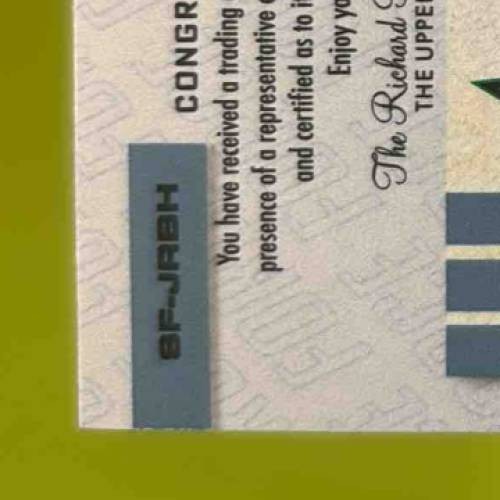 SF-JRBH
CONGR
You have received a trading
presence of a representative
and certified as to
Enjoy
The Richard
THE UPPE